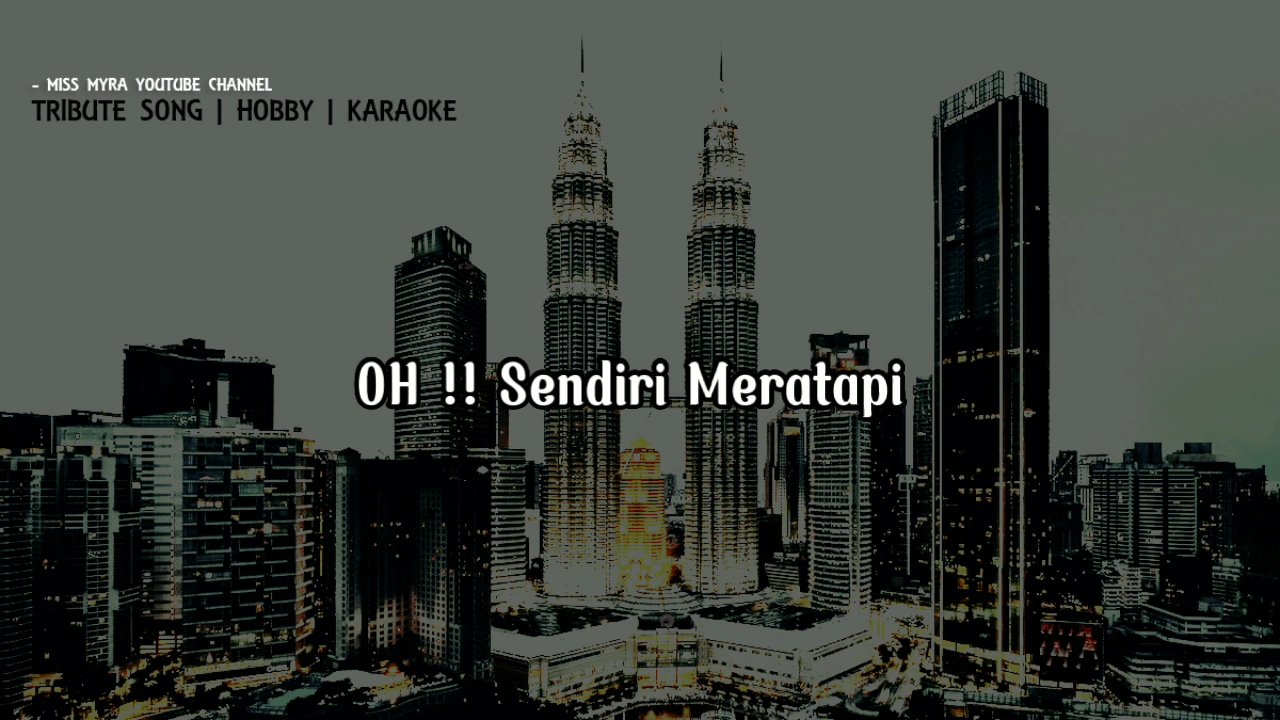 - MISS MYRA YOUTUBE CHANNEL
TRIBUTE SONG | HOBBY | KARAOKE
OH !! Sendiri Meratapi